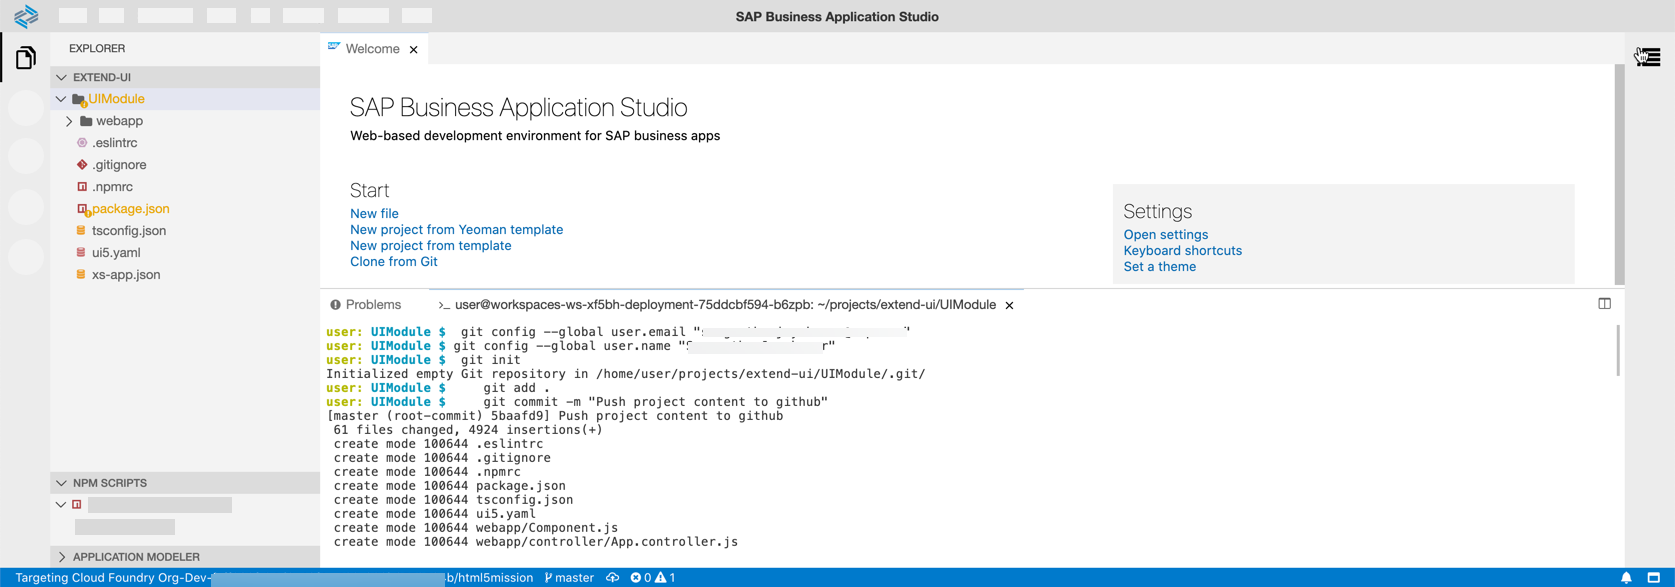 SAP Business Application Studio
EXPLORER
EXTEND-UI
UIModule
webapp
.eslintrc
.gitignore
.npmrc
package.json
tsconfig.json
ui5.yaml
xs-app.json
NPM SCRIPTS
APPLICATION MODELER
SAP Welcome
SAP Business Application Studio
Web-based development environment for SAP business apps
Start
New file
New project from Yeoman template
New project from template
Clone from Git
Settings
Open settings
Keyboard shortcuts
Set a theme
Problems >_ user@workspaces-ws-xf5bh-deployment-75ddcbf594-b6zpb: ~/projects/extend-ui/UIModule
user: UIModule $ git config --global user.email "
user: UIModule $ git config --global user.name "
user: UIModule $ git init
Initialized empty Git repository in /home/user/projects/extend-ui/UIModule/.git/
user: UIModule $ git add .
user: UIModule $ git commit -m "Push project content to github"
[master (root-commit) 5baafd9] Push project content to github
61 files changed, 4924 insertions(+)
create mode 100644 .eslintrc
create mode 100644 .gitignore
create mode 100644 .npmrc
create mode 100644 package.json
create mode 100644 tsconfig.json
create mode 100644 ui5.yaml
create mode 100644 webapp/Component.js
create mode 100644 webapp/controller/App.controller.js
Targeting Cloud Foundry Org-Dev- b/html5mission master 0 1